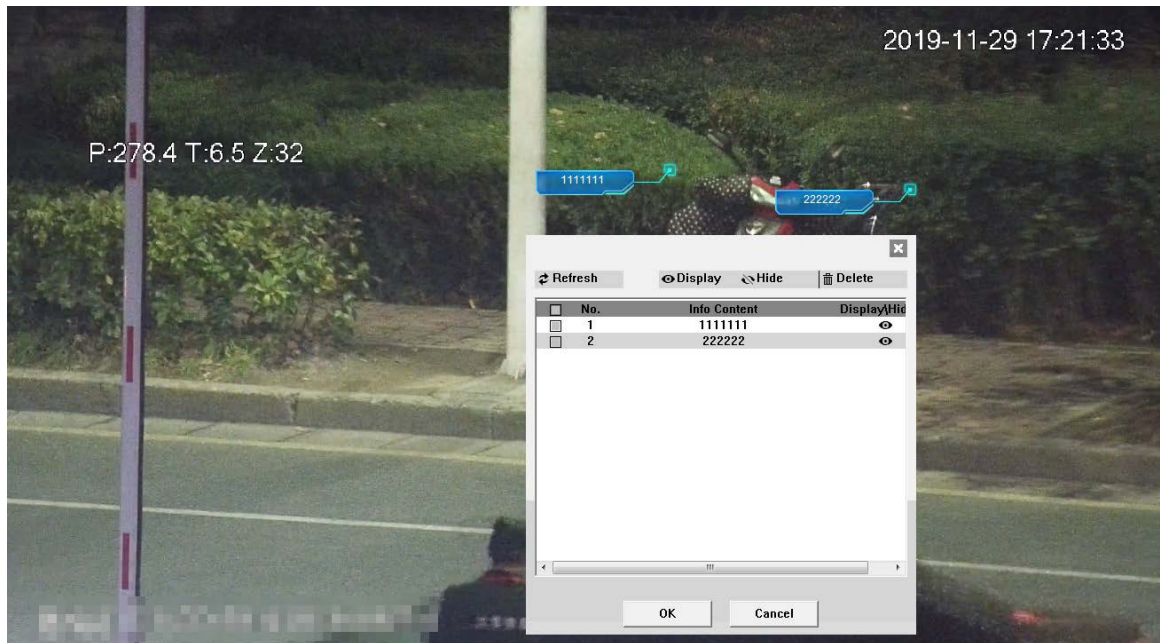 2019-11-29 17:21:33
P:278.4 T:6.5 Z:32
1111111
222222
Refresh Display Hide Delete
No. Info Content Display\Hid
1 1111111
2 222222
OK Cancel